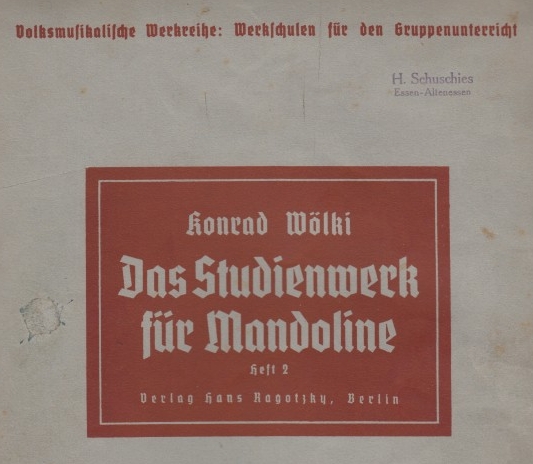 Volksmusikalische Werkreihe: Werkschulen für den Gruppenunterricht
H. Schuschies
Essen-Altenessen
Konrad Wölki
Das Studienwerk
für Mandoline
Heft 2
Verlag Hans Ragotzky, Berlin